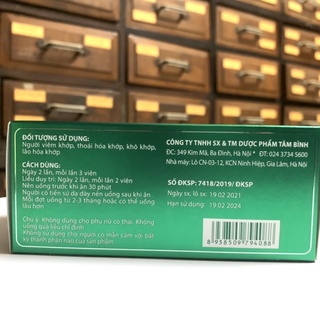 ĐỐI TƯỢNG SỬ DỤNG:
Người viêm khớp, thoái hóa khớp, khô khớp,
lão hóa khớp
CÁCH DÙNG:
Ngày 2 lần, mỗi lần 3 viên
Liều duy trì: Ngày 2 lần, mỗi lần 2 viên
Nên uống trước khi ăn 30 phút
Người có tiền sử dạ dày nên uống sau khi ăn
Mỗi đợt uống từ 2-3 tháng hoặc có thể uống
lâu hơn
Chú ý: Không dùng cho phụ nữ có thai. Không
uống quá liều chỉ định.
Không sử dụng cho người có mẫn cảm với bất
kỳ thành phần nào của sản phẩm
CÔNG TY TNHH SX & TM DƯỢC PHẨM TÂM BÌNH
ĐC: 349 Kim Mã, Ba Đình, Hà Nội * ĐT: 024 3734 5600
Nhà máy: Lô CN-03-12, KCN Ninh Hiệp, Gia Lâm, Hà Nội
SỐ ĐKSP: 7418/2019/ ĐKSP
Ngày sx, lô sx: 19 02 2021
Hạn sử dụng: 19 02 2024
8 938509 794088